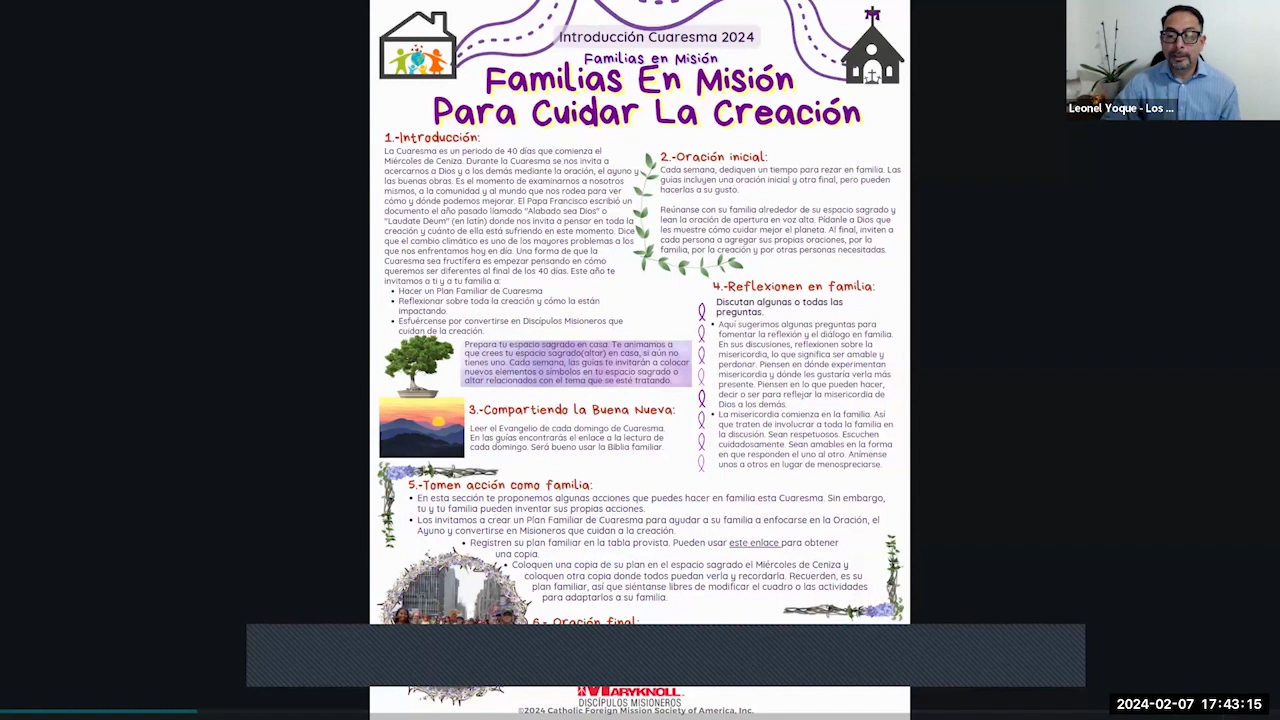 Introducción Cuaresma 2024
Familias en Misión
Familias En Misión
Para Cuidar La Creación
1.-Introducción:
La Cuaresma es un periodo de 40 días que comienza el
Miércoles de Ceniza. Durante la Cuaresma se nos invita a
acercarnos a Dios y a los demás mediante la oración, el ayuno y
las buenas obras. Es el momento de examinarnos a nosotros
mismos, a la comunidad y al mundo que nos rodea para ver
cómo y dónde podemos mejorar. El Papa Francisco escribió un
documento el año pasado llamado "Alabado sea Dios" o
"Laudate Deum" (en latín) donde nos invita a pensar en toda la
creación y cuánto de ella está sufriendo en este momento. Dice
que el cambio climático es uno de los mayores problemas a los
que nos enfrentamos hoy en día. Una forma de que la
Cuaresma sea fructífera es empezar pensando en cómo
queremos ser diferentes al final de los 40 días. Este año te
invitamos a ti y a tu familia a:
• Hacer un Plan Familiar de Cuaresma
• Reflexionar sobre toda la creación y cómo la están
impactando.
• Esfuércense por convertirse en Discípulos Misioneros que
cuidan de la creación.
Prepara tu espacio sagrado en casa. Te animamos a
que crees tu espacio sagrado(altar) en casa, si aún no
tienes uno. Cada semana, las guías te invitarán a colocar
nuevos elementos o símbolos en tu espacio sagrado o
altar relacionados con el tema que se esté tratando.
2.-Oración inicial:
Cada semana, dediquen un tiempo para rezar en familia. Las
guías incluyen una oración inicial y otra final, pero pueden
hacerlas a su gusto.
Reúnanse con su familia alrededor de su espacio sagrado y
lean la oración de apertura en voz alta. Pídanle a Dios que
les muestre cómo cuidar mejor el planeta. Al final, inviten a
cada persona a agregar sus propias oraciones, por la
familia, por la creación y por otras personas necesitadas.
3.-Compartiendo la Buena Nueva:
Leer el Evangelio de cada domingo de Cuaresma.
En las guías encontrarás el enlace a la lectura de
cada domingo. Será bueno usar la Biblia familiar.
4.-Reflexionen en familia:
Discutan algunas o todas las
preguntas.
• Aquí sugerimos algunas preguntas para
fomentar la reflexión y el diálogo en familia.
En sus discusiones, reflexionen sobre la
misericordia, lo que significa ser amable y
perdonar. Piensen en dónde experimentan
misericordia y dónde les gustaría verla más
presente. Piensen en lo que pueden hacer,
decir o ser para reflejar la misericordia de
Dios a los demás.
• La misericordia comienza en la familia. Así
que traten de involucrar a toda la familia en
la discusión. Sean respetuosos. Escuchen
cuidadosamente. Sean amables en la forma
en que responden el uno al otro. Anímense
unos a otros en lugar de menospreciarse.
5.-Tomen acción como familia:
• En esta sección te proponemos algunas acciones que puedes hacer en familia esta Cuaresma. Sin embargo,
tu y tu familia pueden inventar sus propias acciones.
• Los invitamos a crear un Plan Familiar de Cuaresma para ayudar a su familia a enfocarse en la Oración, el
Ayuno y convertirse en Misioneros que cuidan a la creación.
• Registren su plan familiar en la tabla provista. Pueden usar este enlace para obtener
una copia.
• Coloquen una copia de su plan en el espacio sagrado el Miércoles de Ceniza y
coloquen otra copia donde todos puedan verla y recordarla. Recuerden, es su
plan familiar, así que siéntanse libres de modificar el cuadro o las actividades
para adaptarlos a su familia.
6.- Oración final:
MARYKNOLL
DISCÍPULOS MISIONEROS
©2024 Catholic Foreign Mission Society of America, Inc.
Leonel Yoque - Los ...
2024-02-07 17:43:15